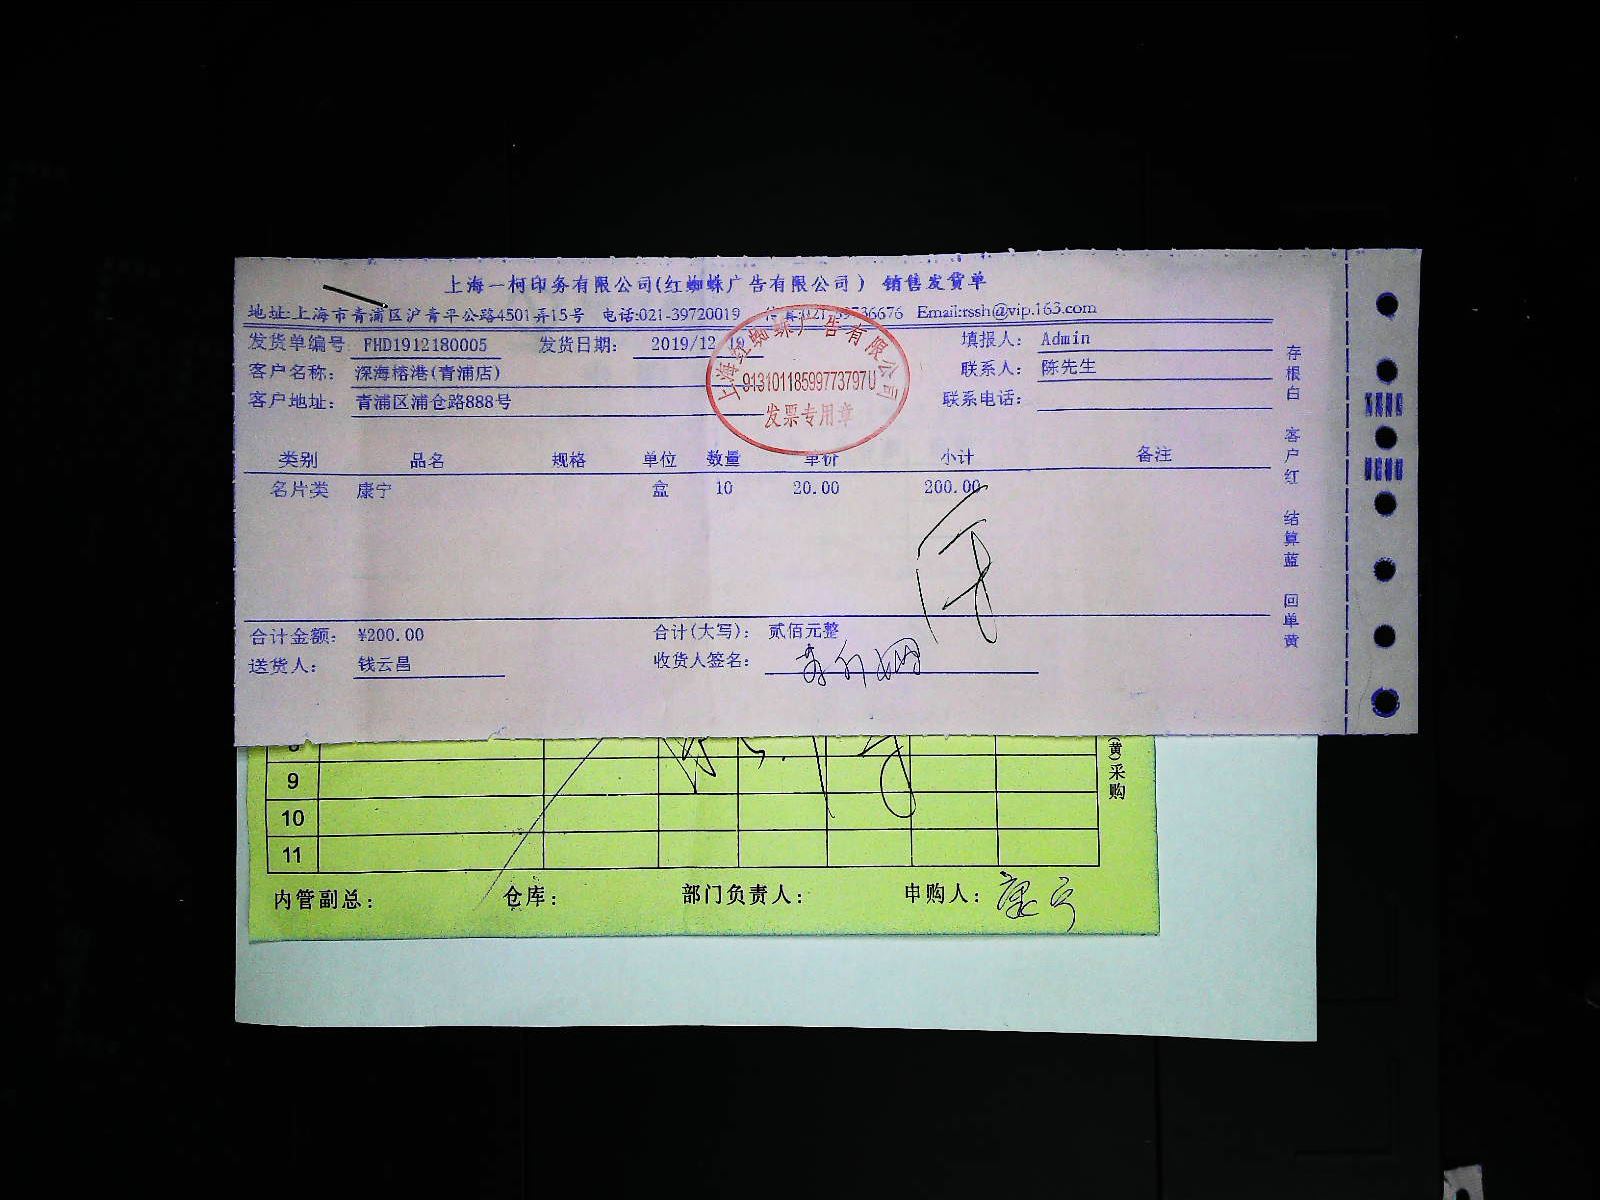 上海一柯印务有限公司(红蜘蛛广告有限公司) 销售发货单
地址:上海市青浦区沪青平公路4501弄15号 电话:021-39720019 传真:021-39736676 Email:rssh@vip.163.com
发货单编号 FHD1912180005 发货日期: 2019/12 填报人: Admin
客户名称: 深海榕港(青浦店) 联系人: 陈先生
客户地址: 青浦区浦仓路888号 联系电话:
上海红蜘蛛广告有限公司
91310118599773797U
发票专用章
类别 品名 规格 单位 数量 单价 小计 备注
名片类 康宁 盒 10 20.00 200.00
合计金额: ¥200.00 合计(大写): 贰佰元整
送货人: 钱云昌 收货人签名:
存根白 客户红 结算蓝 回单黄
8
9
10
11
(黄)采购
内管副总: 仓库: 部门负责人: 申购人: 康宁